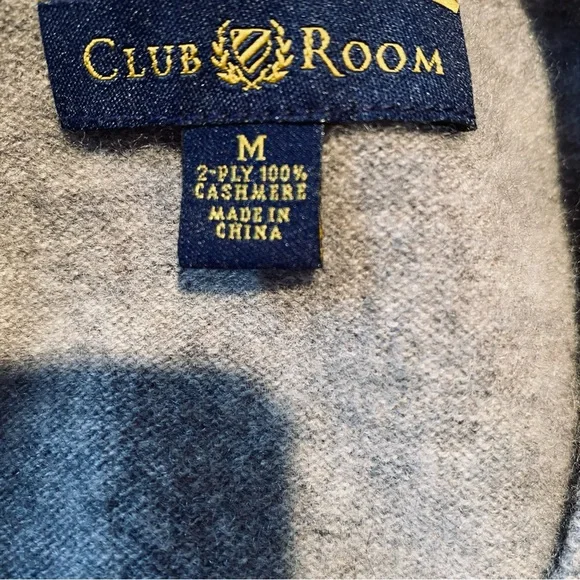 CLUB ROOM
M
2-PLY 100%
CASHMERE
MADE IN
CHINA